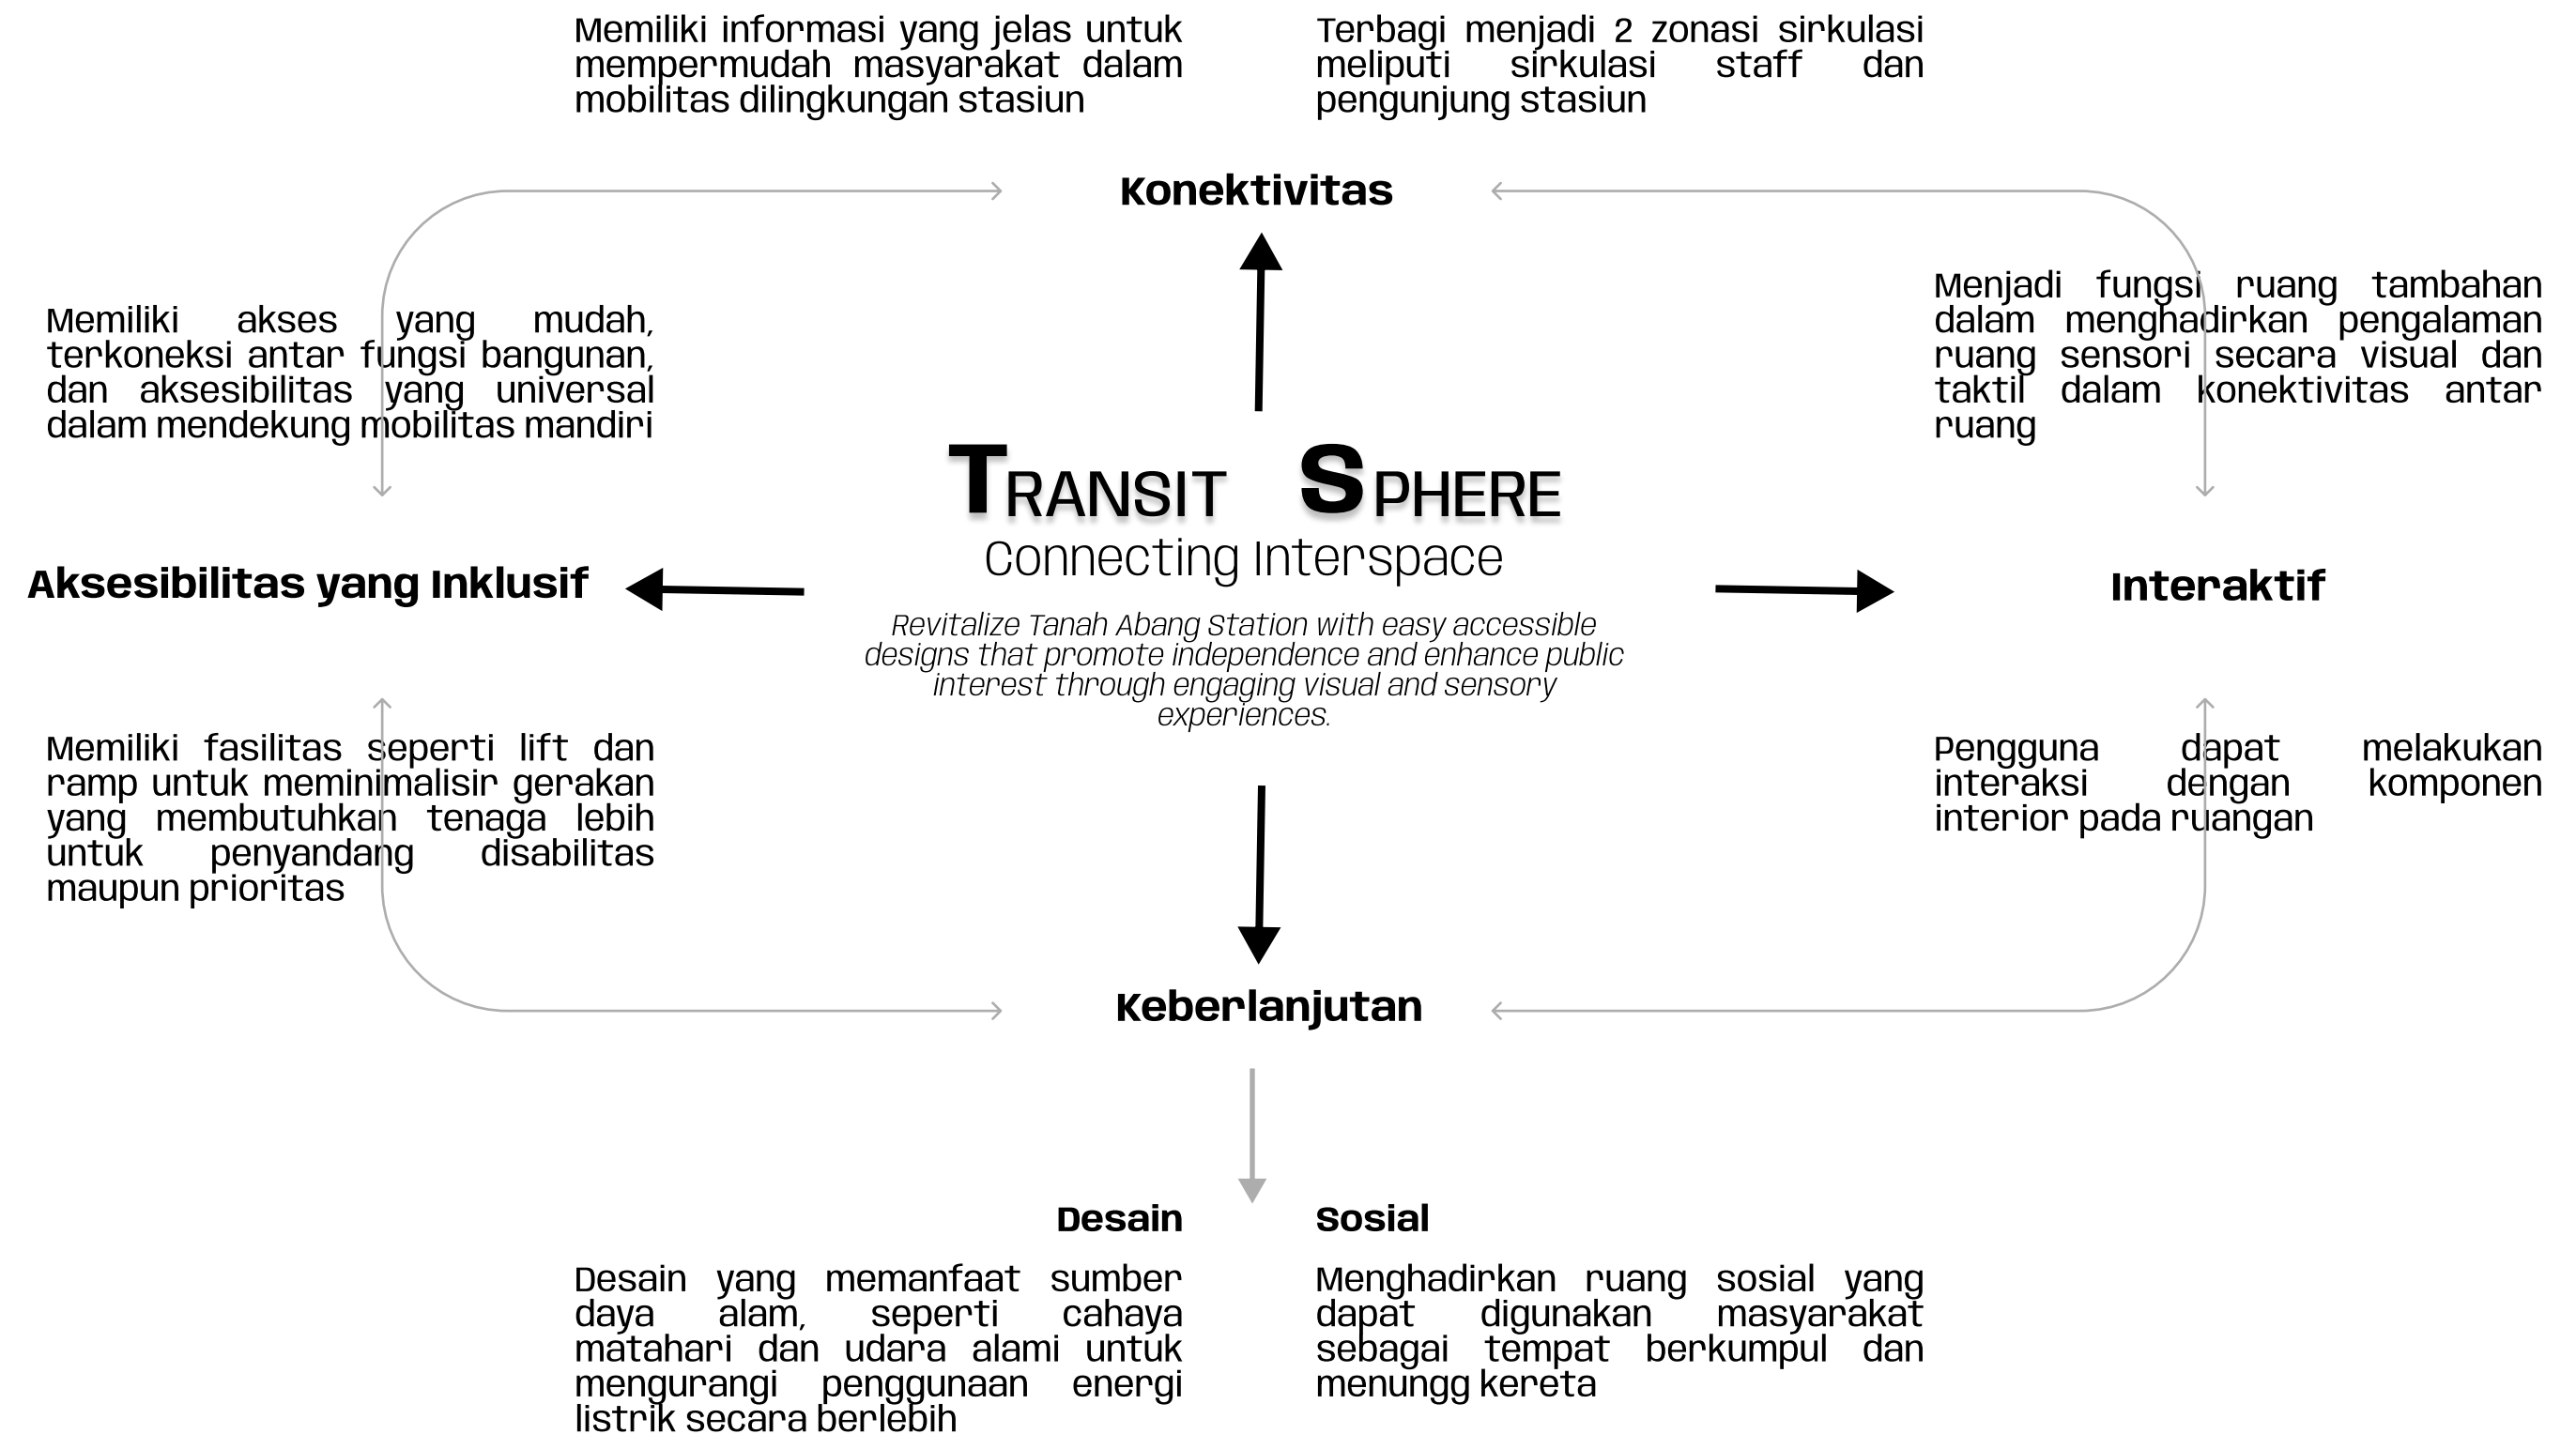 Memiliki informasi yang jelas untuk
mempermudah masyarakat dalam
mobilitas dilingkungan stasiun
Terbagi menjadi 2 zonasi sirkulasi
meliputi sirkulasi staff dan
pengunjung stasiun
Konektivitas
Memiliki akses yang mudah,
terkoneksi antar fungsi bangunan,
dan aksesibilitas yang universal
dalam mendekung mobilitas mandiri
Menjadi fungsi ruang tambahan
dalam menghadirkan pengalaman
ruang sensori secara visual dan
taktil dalam konektivitas antar
ruang
TRANSIT SPHERE
Connecting Interspace
Aksesibilitas yang Inklusif
Interaktif
Revitalize Tanah Abang Station with easy accessible
designs that promote independence and enhance public
interest through engaging visual and sensory
experiences.
Memiliki fasilitas seperti lift dan
ramp untuk meminimalisir gerakan
yang membutuhkan tenaga lebih
untuk penyandang disabilitas
maupun prioritas
Pengguna dapat melakukan
interaksi dengan komponen
interior pada ruangan
Keberlanjutan
Desain
Desain yang memanfaat sumber
daya alam, seperti cahaya
matahari dan udara alami untuk
mengurangi penggunaan energi
listrik secara berlebih
Sosial
Menghadirkan ruang sosial yang
dapat digunakan masyarakat
sebagai tempat berkumpul dan
menungg kereta